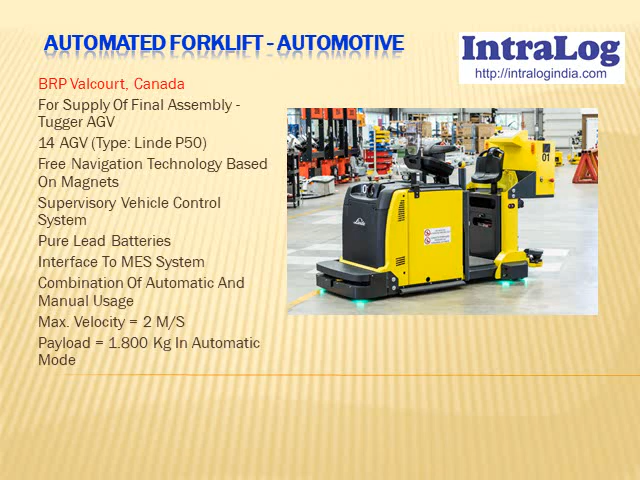 AUTOMATED FORKLIFT - AUTOMOTIVE
IntraLog
http://intralogindia.com
BRP Valcourt, Canada
For Supply Of Final Assembly -
Tugger AGV
14 AGV (Type: Linde P50)
Free Navigation Technology Based
On Magnets
Supervisory Vehicle Control
System
Pure Lead Batteries
Interface To MES System
Combination Of Automatic And
Manual Usage
Max. Velocity = 2 M/S
Payload = 1.800 Kg In Automatic
Mode
Linde
01